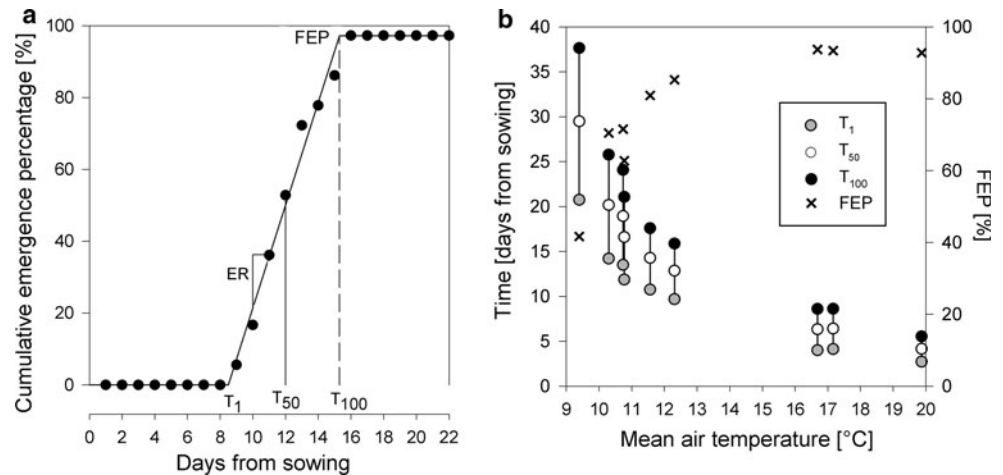 a
Cumulative emergence percentage [%]
100
80
60
40
20
0
FEP
ER
T1 T50 T100
0 2 4 6 8 10 12 14 16 18 20 22
Days from sowing
b
Time [days from sowing]
40
35
30
25
20
15
10
5
0
T1
T50
T100
FEP
100
80
60
40
20
0
FEP [%]
9 10 11 12 13 14 15 16 17 18 19 20
Mean air temperature [°C]